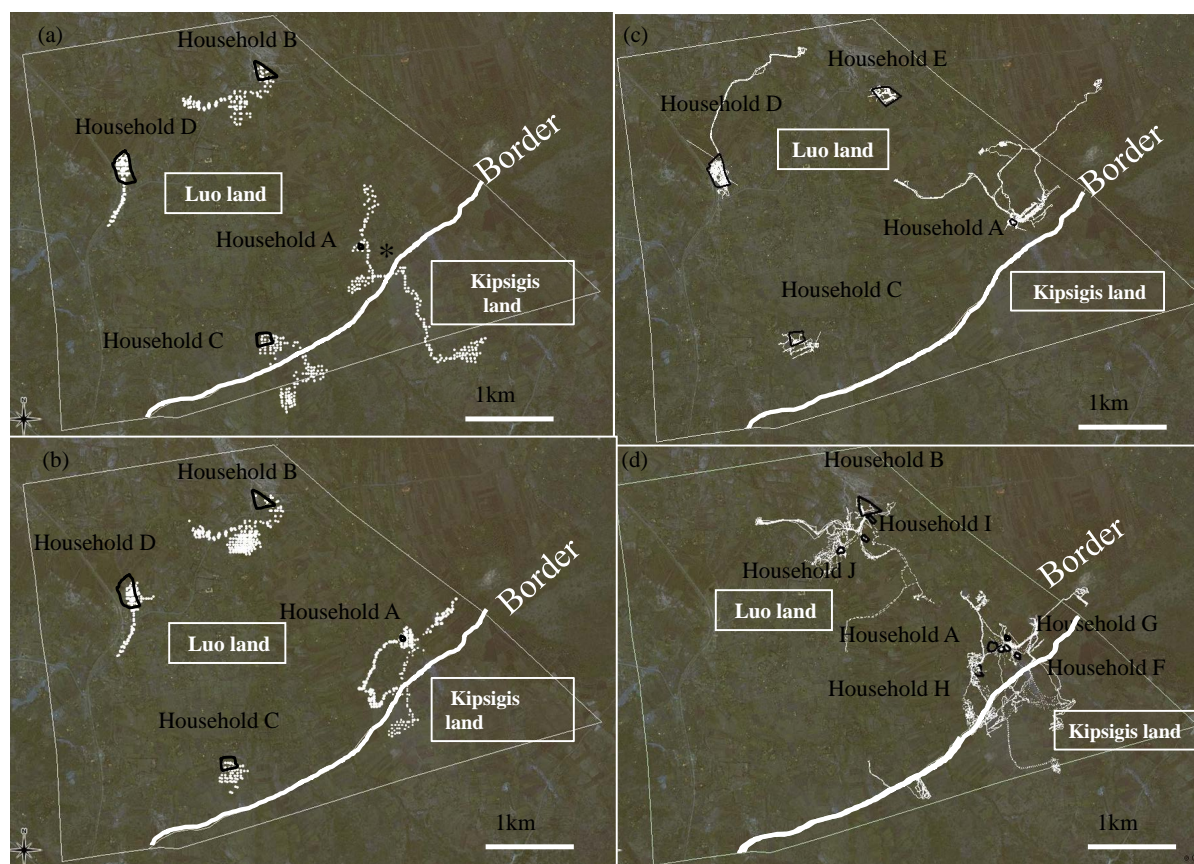 (a)
Household B
Household D
Luo land
Border
Household A
*
Kipsigis
land
Household C
1km
(c)
Household E
Household D
Luo land
Border
Household A
Household C
Kipsigis land
1km
(b)
Household B
Household D
Border
Household A
Luo land
Kipsigis
land
Household C
1km
(d)
Household B
Household I
Household J
Border
Luo land
Household A
Household G
Household F
Household H
Kipsigis land
1km